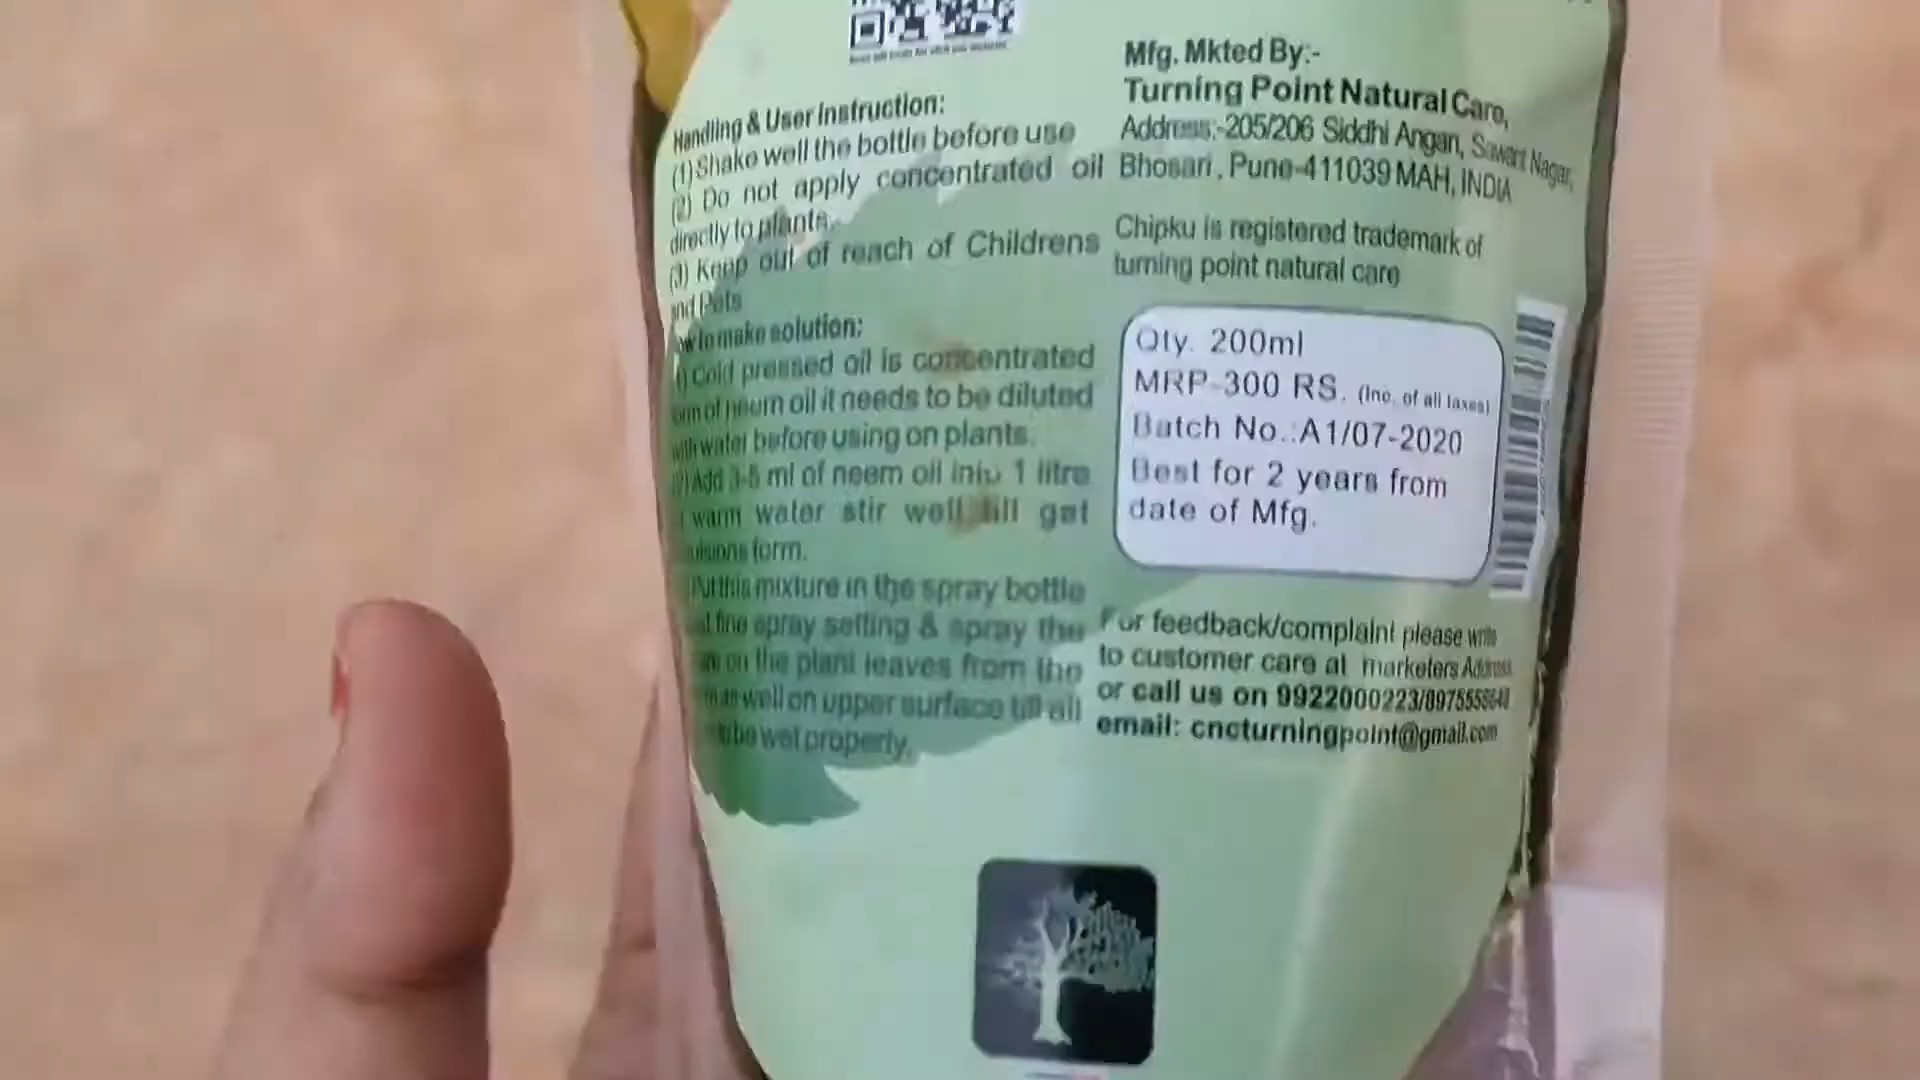 Handling & User Instruction:
(1) Shake well the bottle before use
(2) Do not apply concentrated oil
directly to plants.
(3) Keep out of reach of Childrens
and Pets
to make solution:
Cold pressed oil is concentrated
of neem oil it needs to be diluted
with water before using on plants.
Add 3-5 ml of neem oil into 1 litre
warm water stir well till get
form.
Put this mixture in the spray bottle
fine spray setting & spray the
on the plant leaves from the
as well on upper surface till all
be wet properly.
Mfg. Mkted By:-
Turning Point Natural Care,
Address:-205/206 Siddhi Angan, Sawant Nagar,
Bhosari, Pune-411039 MAH, INDIA
Chipku is registered trademark of
turning point natural care
Qty. 200ml
MRP-300 RS. (Inc. of all taxes)
Batch No.:A1/07-2020
Best for 2 years from
date of Mfg.
For feedback/complaint please write
to customer care at marketers Address
or call us on 9922000223/
email: cncturningpoint@gmail.com